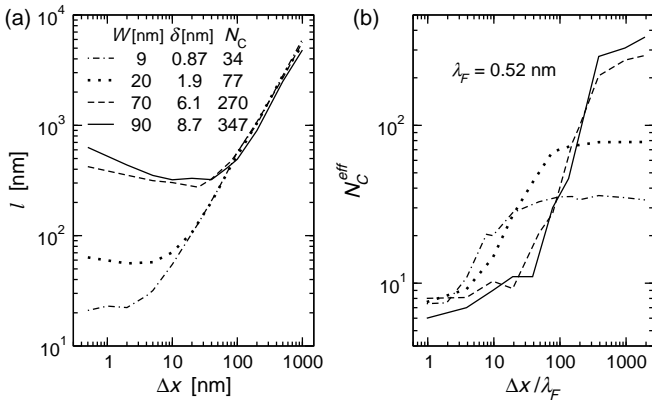 (a)
W [nm] δ [nm] N_C
9 0.87 34
20 1.9 77
70 6.1 270
90 8.7 347
10^4
10^3
10^2
10^1
l [nm]
1 10 100 1000
Δx [nm]
(b)
λ_F = 0.52 nm
10^2
10^1
N_C^eff
1 10 100 1000
Δx/λ_F